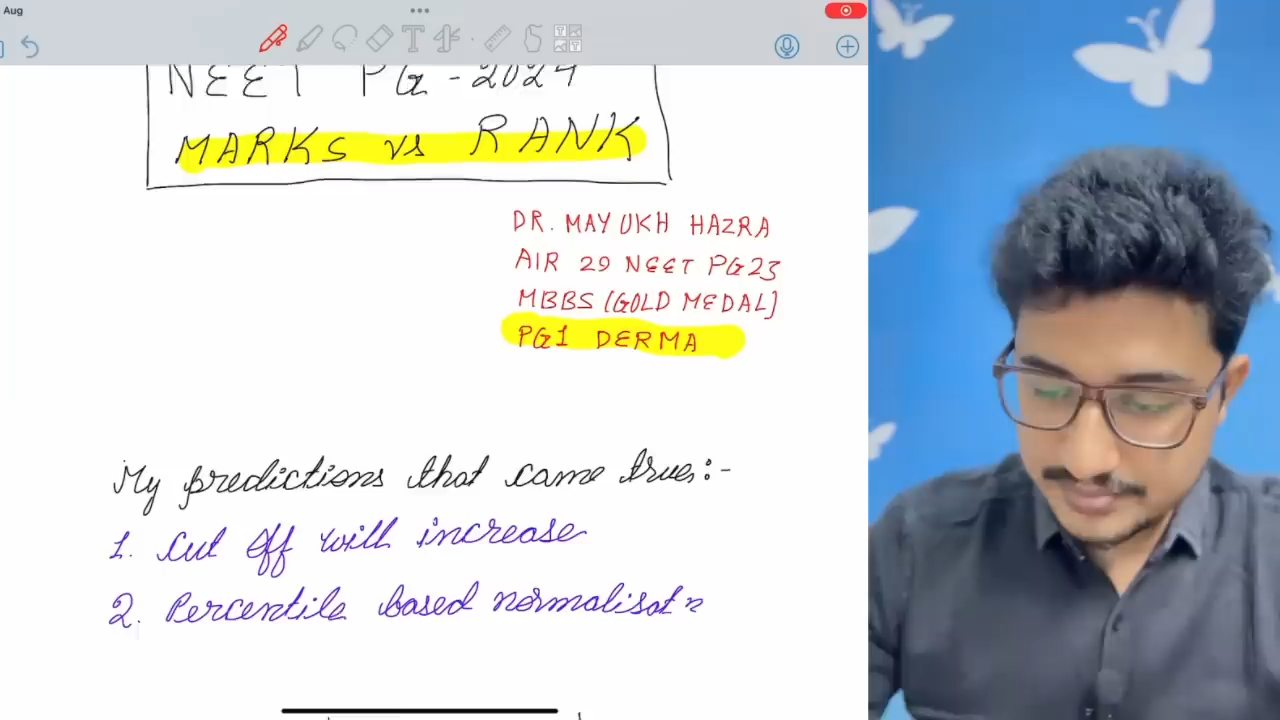 Aug
NEET PG - 2024
MARKS vs RANK
DR. MAYUKH HAZRA
AIR 29 NEET PG23
MBBS (GOLD MEDAL)
PG1 DERMA
My predictions that came true:-
1. Cut off will increase
2. Percentile based normalisatn